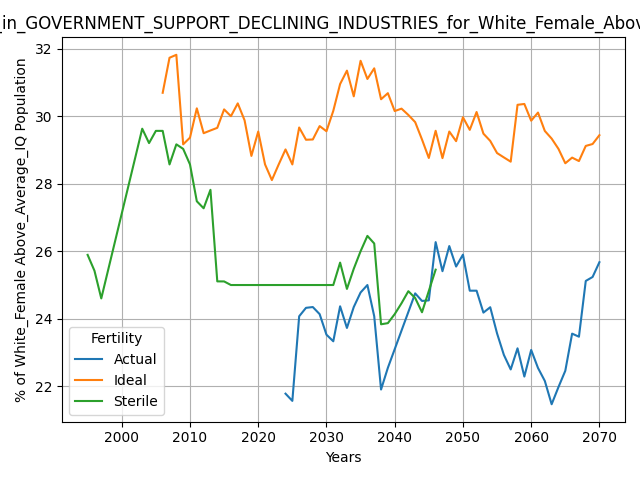 _in_GOVERNMENT_SUPPORT_DECLINING_INDUSTRIES_for_White_Female_Above
% of White_Female Above_Average_IQ Population
32
30
28
26
24
22
Fertility
Actual
Ideal
Sterile
2000 2010 2020 2030 2040 2050 2060 2070
Years